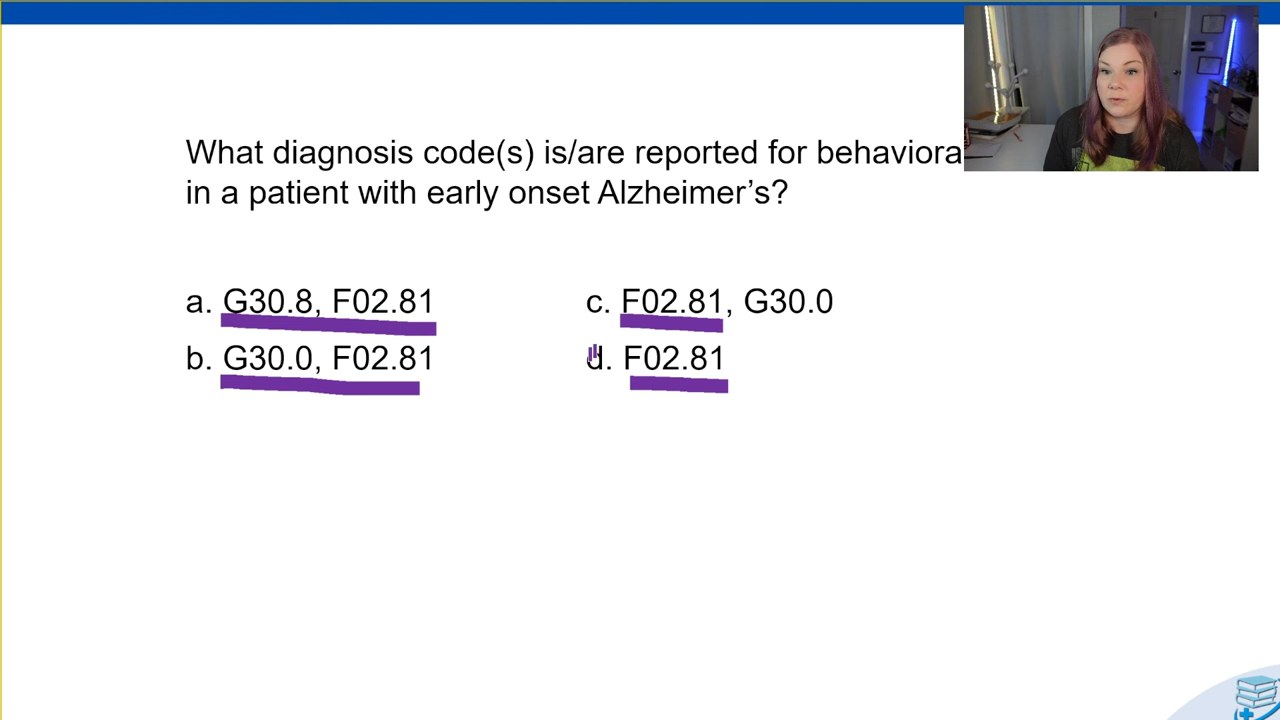 What diagnosis code(s) is/are reported for behaviora
in a patient with early onset Alzheimer’s?
a. G30.8, F02.81
b. G30.0, F02.81
c. F02.81, G30.0
d. F02.81